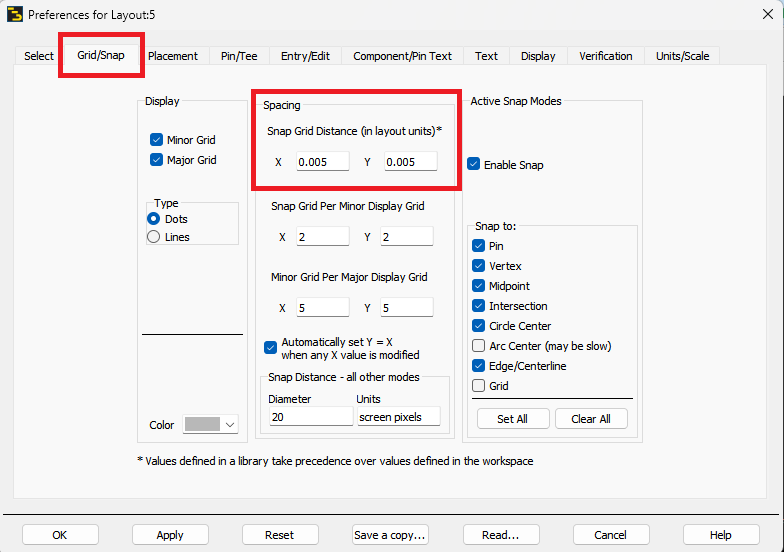 Preferences for Layout:5
Select Grid/Snap Placement Pin/Tee Entry/Edit Component/Pin Text Text Display Verification Units/Scale
Display
Minor Grid
Major Grid
Type
Dots
Lines
Color
Spacing
Snap Grid Distance (in layout units)*
X 0.005 Y 0.005
Snap Grid Per Minor Display Grid
X 2 Y 2
Minor Grid Per Major Display Grid
X 5 Y 5
Automatically set Y = X
when any X value is modified
Snap Distance - all other modes
Diameter Units
20 screen pixels
Active Snap Modes
Enable Snap
Snap to:
Pin
Vertex
Midpoint
Intersection
Circle Center
Arc Center (may be slow)
Edge/Centerline
Grid
Set All Clear All
* Values defined in a library take precedence over values defined in the workspace
OK Apply Reset Save a copy... Read... Cancel Help